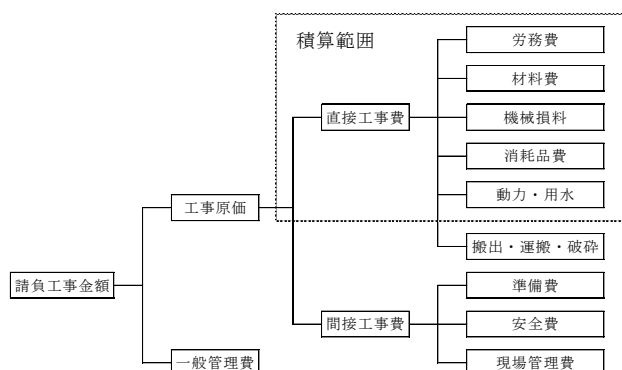 積算範囲
労務費
材料費
直接工事費
機械損料
消耗品費
工事原価
動力・用水
搬出・運搬・破砕
請負工事金額
準備費
間接工事費
安全費
一般管理費
現場管理費